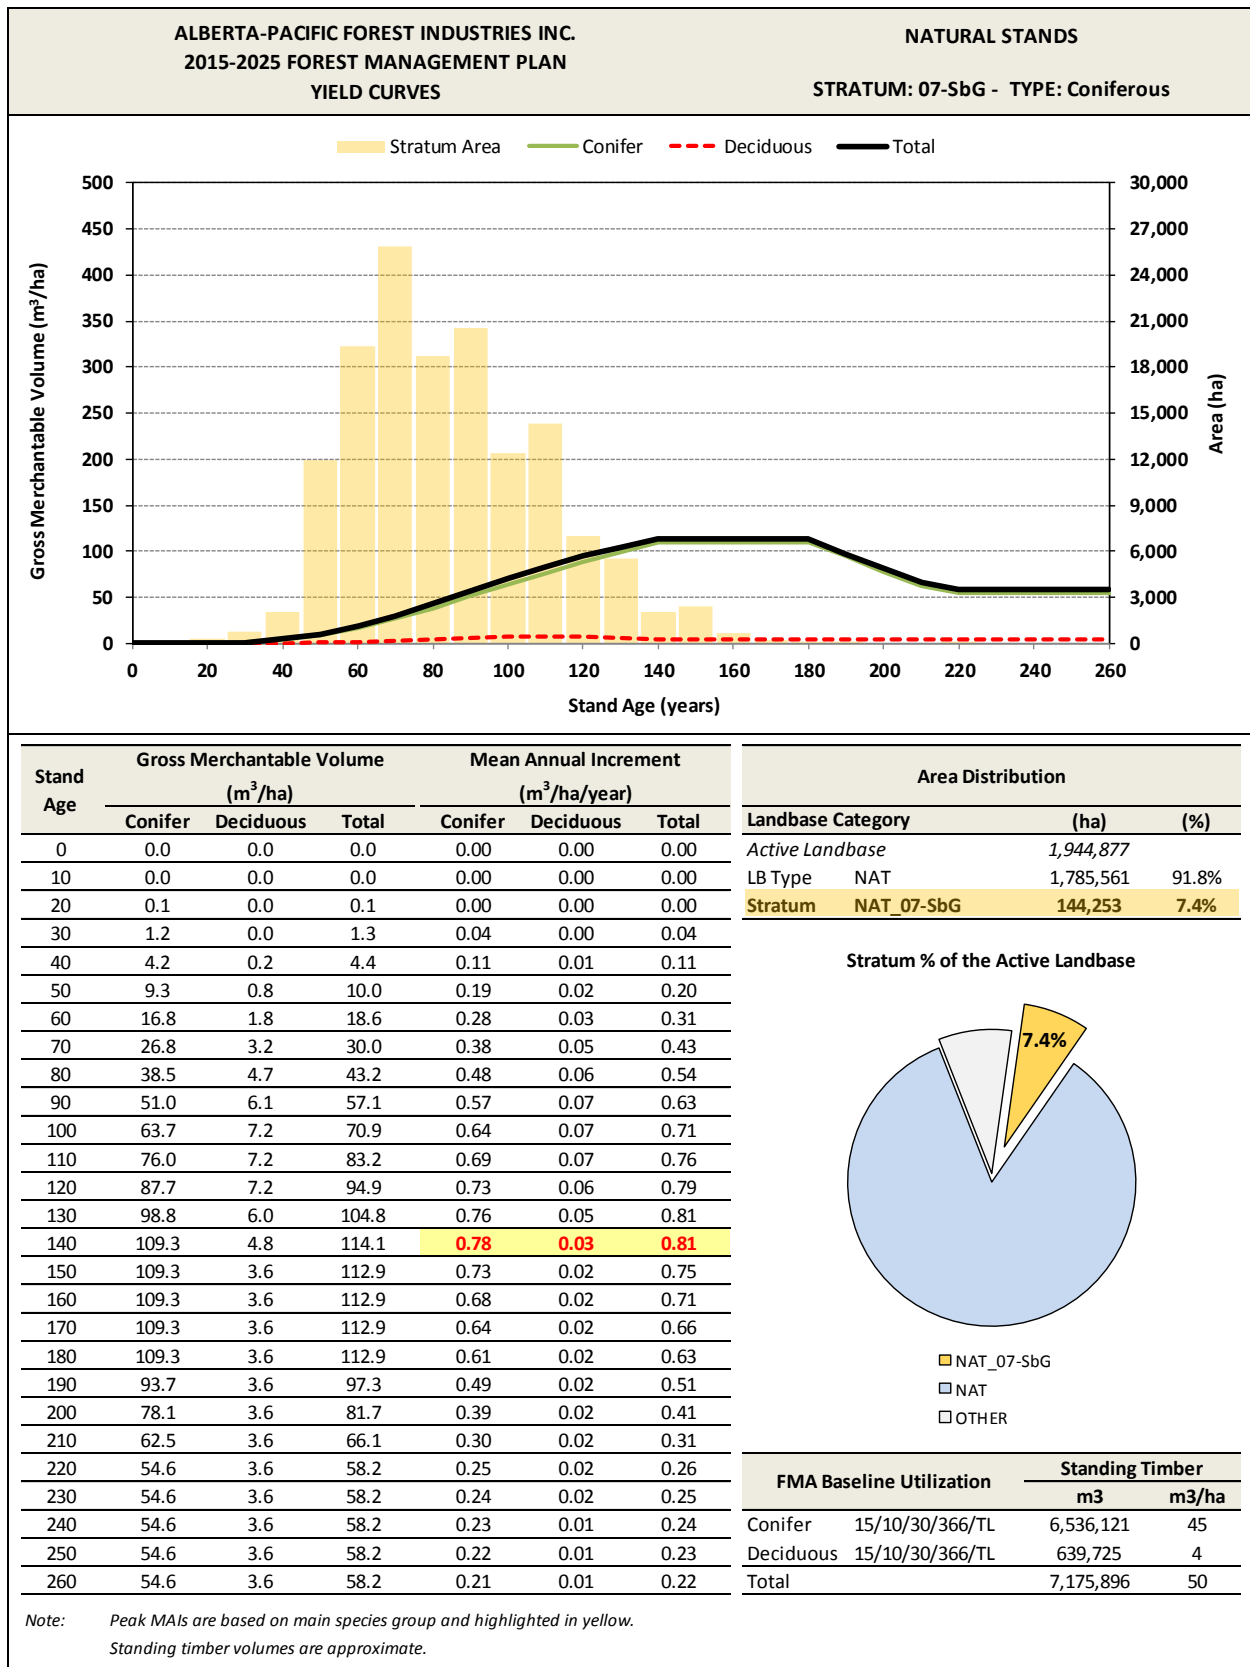 ALBERTA-PACIFIC FOREST INDUSTRIES INC.
2015-2025 FOREST MANAGEMENT PLAN
YIELD CURVES
NATURAL STANDS
STRATUM: 07-SbG - TYPE: Coniferous
Stratum Area Conifer Deciduous Total
500 30,000
450 27,000
400 24,000
350 21,000
300 18,000
250 15,000
200 12,000
150 9,000
100 6,000
50 3,000
0 0
Gross Merchantable Volume (m³/ha)
Area (ha)
0 20 40 60 80 100 120 140 160 180 200 220 240 260
Stand Age (years)
Stand Age Gross Merchantable Volume (m³/ha) Mean Annual Increment (m³/ha/year)
Conifer Deciduous Total Conifer Deciduous Total
0 0.0 0.0 0.0 0.00 0.00 0.00
10 0.0 0.0 0.0 0.00 0.00 0.00
20 0.1 0.0 0.1 0.00 0.00 0.00
30 1.2 0.0 1.3 0.04 0.00 0.04
40 4.2 0.2 4.4 0.11 0.01 0.11
50 9.3 0.8 10.0 0.19 0.02 0.20
60 16.8 1.8 18.6 0.28 0.03 0.31
70 26.8 3.2 30.0 0.38 0.05 0.43
80 38.5 4.7 43.2 0.48 0.06 0.54
90 51.0 6.1 57.1 0.57 0.07 0.63
100 63.7 7.2 70.9 0.64 0.07 0.71
110 76.0 7.2 83.2 0.69 0.07 0.76
120 87.7 7.2 94.9 0.73 0.06 0.79
130 98.8 6.0 104.8 0.76 0.05 0.81
140 109.3 4.8 114.1 0.78 0.03 0.81
150 109.3 3.6 112.9 0.73 0.02 0.75
160 109.3 3.6 112.9 0.68 0.02 0.71
170 109.3 3.6 112.9 0.64 0.02 0.66
180 109.3 3.6 112.9 0.61 0.02 0.63
190 93.7 3.6 97.3 0.49 0.02 0.51
200 78.1 3.6 81.7 0.39 0.02 0.41
210 62.5 3.6 66.1 0.30 0.02 0.31
220 54.6 3.6 58.2 0.25 0.02 0.26
230 54.6 3.6 58.2 0.24 0.02 0.25
240 54.6 3.6 58.2 0.23 0.01 0.24
250 54.6 3.6 58.2 0.22 0.01 0.23
260 54.6 3.6 58.2 0.21 0.01 0.22
Area Distribution
Landbase Category (ha) (%)
Active Landbase 1,944,877
LB Type NAT 1,785,561 91.8%
Stratum NAT_07-SbG 144,253 7.4%
Stratum % of the Active Landbase
7.4%
NAT_07-SbG
NAT
OTHER
FMA Baseline Utilization Standing Timber
m3 m3/ha
Conifer 15/10/30/366/TL 6,536,121 45
Deciduous 15/10/30/366/TL 639,725 4
Total 7,175,896 50
Note: Peak MAIs are based on main species group and highlighted in yellow.
Standing timber volumes are approximate.